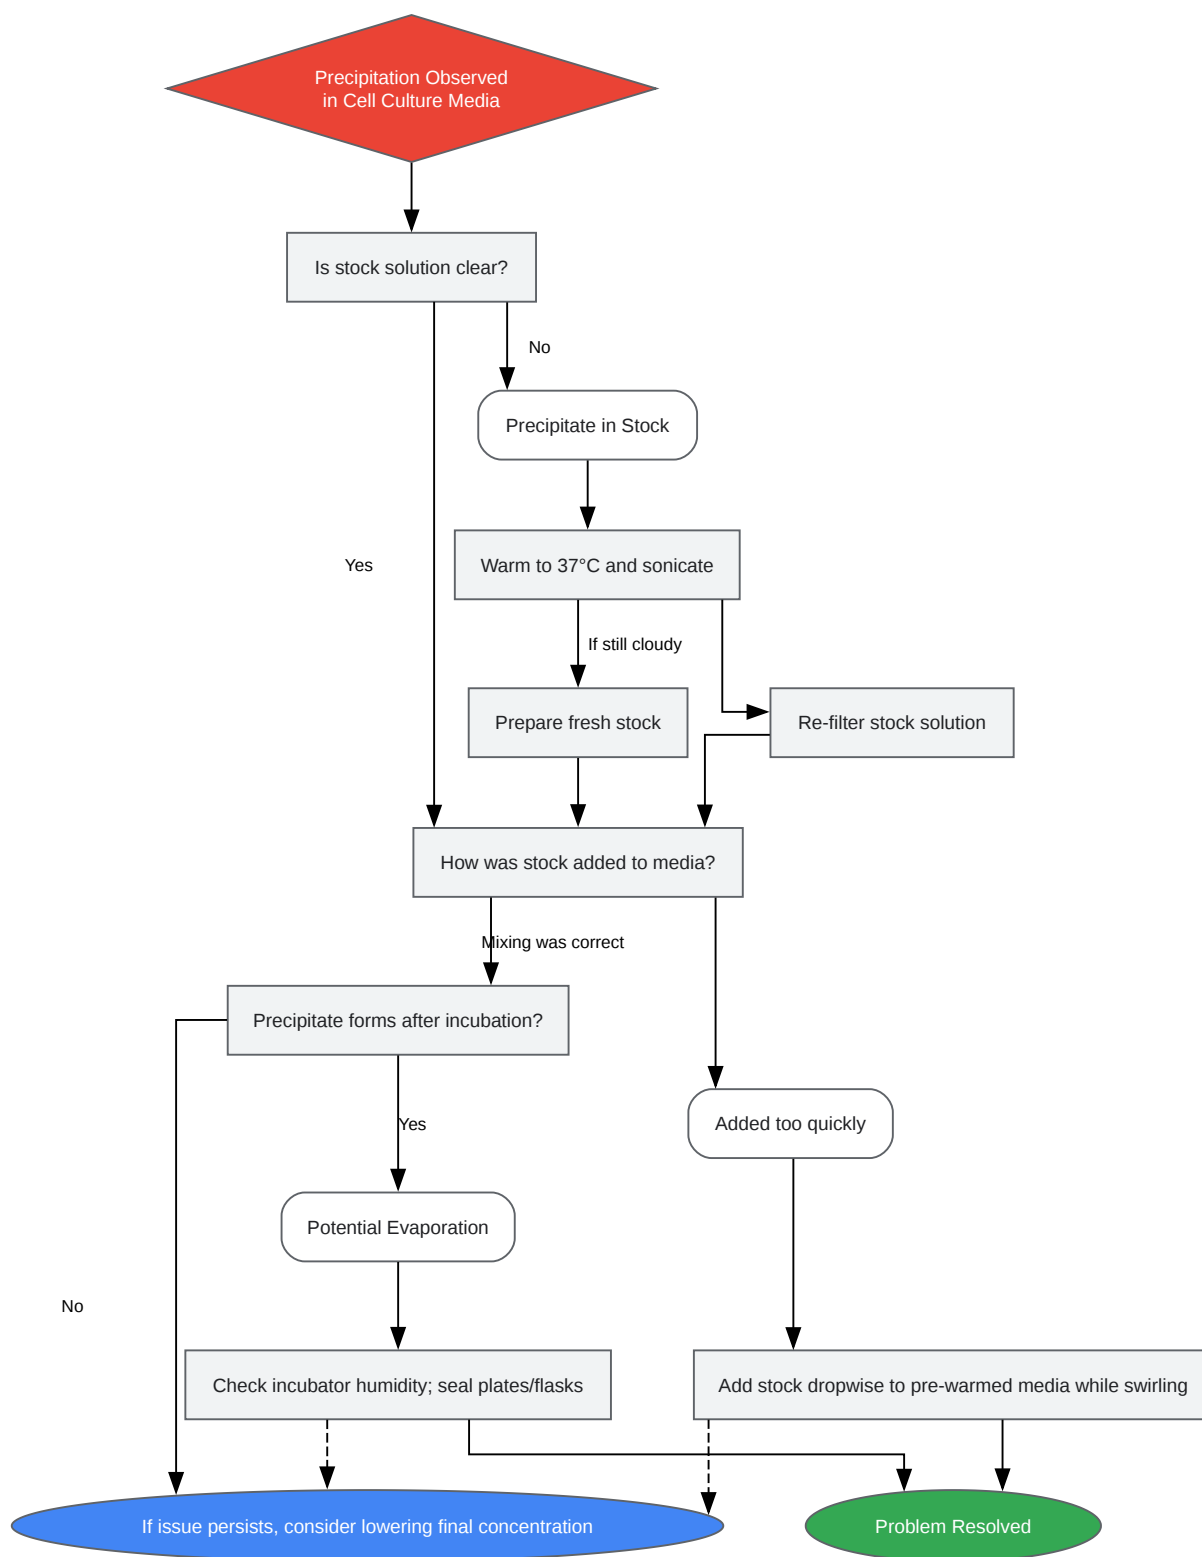 Precipitation Observed
in Cell Culture Media
Is stock solution clear?
No
Precipitate in Stock
Yes
Warm to 37°C and sonicate
If still cloudy
Prepare fresh stock
Re-filter stock solution
How was stock added to media?
Mixing was correct
Precipitate forms after incubation?
Added too quickly
Yes
Potential Evaporation
No
Check incubator humidity; seal plates/flasks
Add stock dropwise to pre-warmed media while swirling
If issue persists, consider lowering final concentration
Problem Resolved